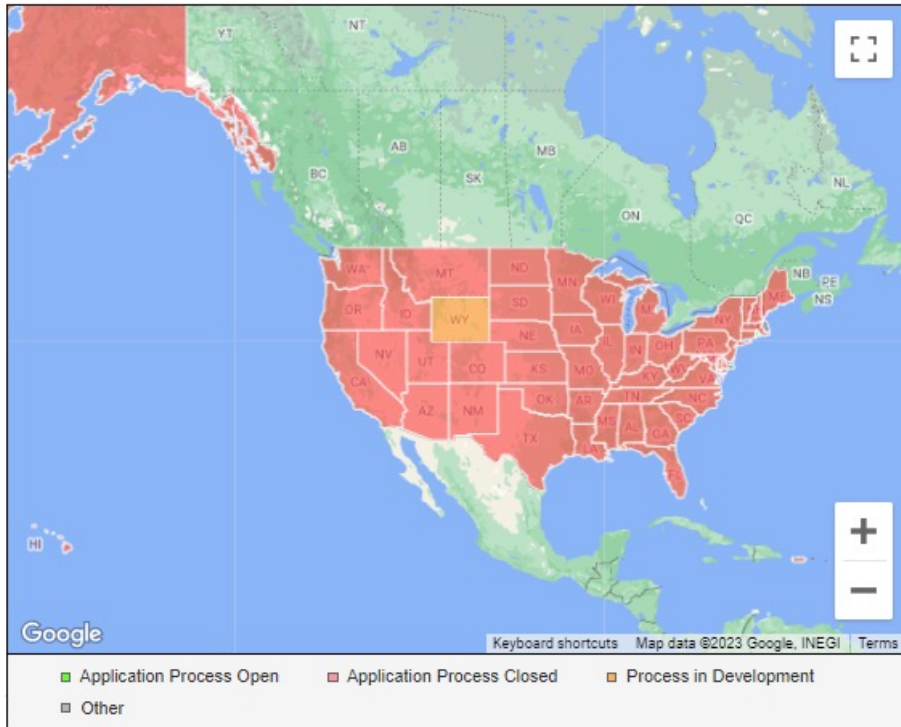 AK
YT
NT
BC
AB
SK
MB
ON
QC
NL
NB
PE
NS
WA
MT
ND
MN
OR
ID
SD
WI
MI
ME
WY
NY
NV
UT
CO
NE
IA
IL
IN
OH
PA
CA
KS
MO
KY
WV
VA
AZ
NM
OK
AR
TN
NC
SC
TX
LA
MS
AL
GA
FL
HI
+
−
Google
Keyboard shortcuts Map data ©2023 Google, INEGI Terms
Application Process Open Application Process Closed Process in Development
Other